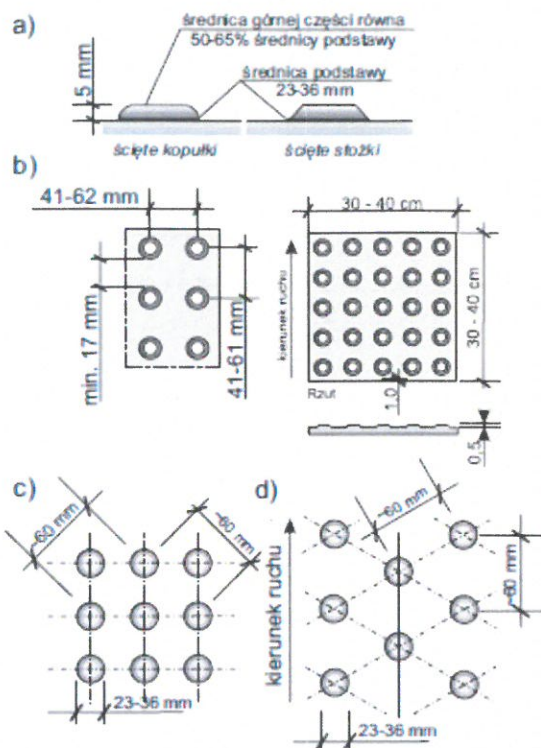 a)
średnica górnej części równa
50-65% średnicy podstawy
średnica podstawy
23-36 mm
5 mm
ścięte kopułki
ścięte stożki
b)
41-62 mm
min. 17 mm
41-61 mm
30 - 40 cm
30 - 40 cm
kierunek ruchu
Rzut
1.0
0.5
c)
~60 mm
~60 mm
23-36 mm
d)
~60 mm
~60 mm
kierunek ruchu
23-36 mm